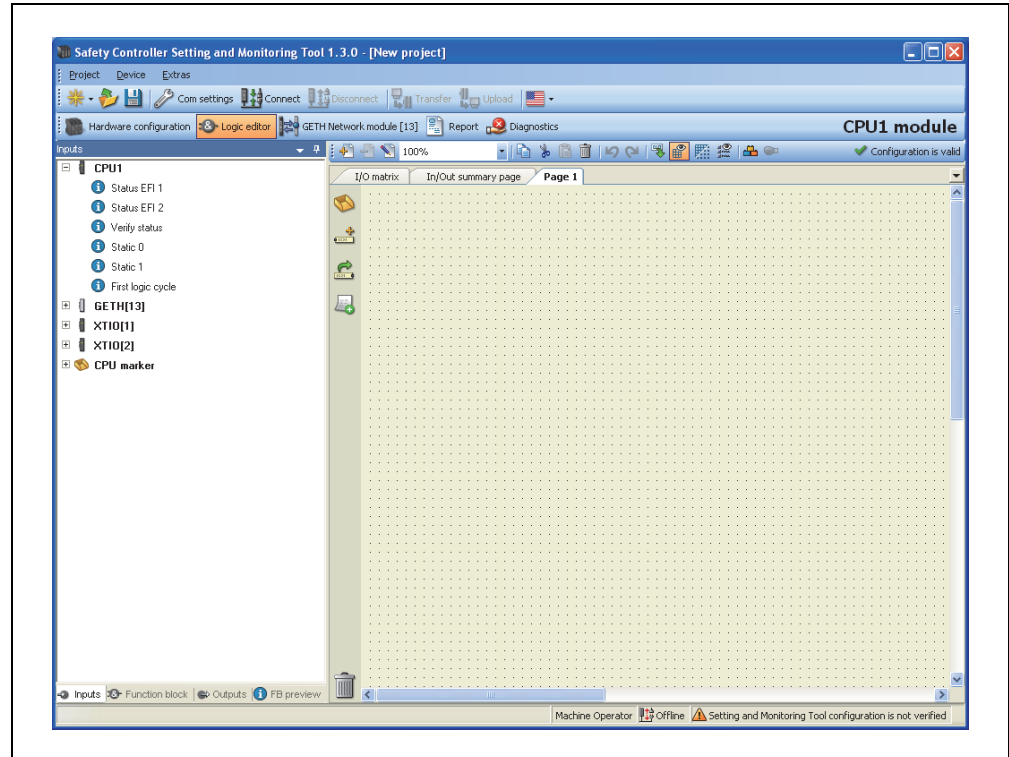 Safety Controller Setting and Monitoring Tool 1.3.0 - [New project]
Project Device Extras
Com settings Connect Disconnect Transfer Upload
Hardware configuration Logic editor GETH Network module [13] Report Diagnostics CPU1 module
Inputs 100% Configuration is valid
I/O matrix In/Out summary page Page 1
CPU1
Status EFI 1
Status EFI 2
Verify status
Static 0
Static 1
First logic cycle
GETH[13]
XTIO[1]
XTIO[2]
CPU marker
Inputs Function block Outputs FB preview
Machine Operator Offline Setting and Monitoring Tool configuration is not verified